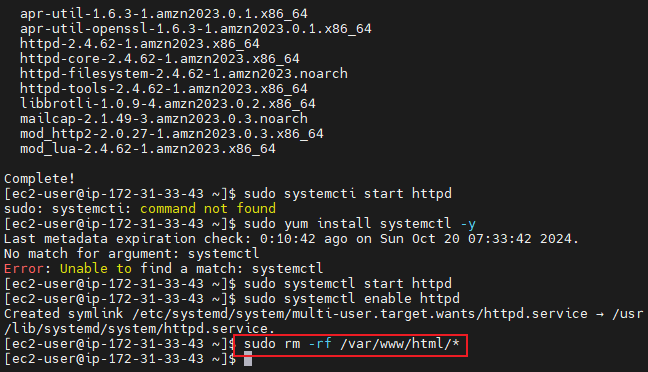 apr-util-1.6.3-1.amzn2023.0.1.x86_64
apr-util-openssl-1.6.3-1.amzn2023.0.1.x86_64
httpd-2.4.62-1.amzn2023.x86_64
httpd-core-2.4.62-1.amzn2023.x86_64
httpd-filesystem-2.4.62-1.amzn2023.noarch
httpd-tools-2.4.62-1.amzn2023.x86_64
libbrotli-1.0.9-4.amzn2023.0.2.x86_64
mailcap-2.1.49-3.amzn2023.0.3.noarch
mod_http2-2.0.27-1.amzn2023.0.3.x86_64
mod_lua-2.4.62-1.amzn2023.x86_64
Complete!
[ec2-user@ip-172-31-33-43 ~]$ sudo systemcti start httpd
sudo: systemcti: command not found
[ec2-user@ip-172-31-33-43 ~]$ sudo yum install systemctl -y
Last metadata expiration check: 0:10:42 ago on Sun Oct 20 07:33:42 2024.
No match for argument: systemctl
Error: Unable to find a match: systemctl
[ec2-user@ip-172-31-33-43 ~]$ sudo systemctl start httpd
[ec2-user@ip-172-31-33-43 ~]$ sudo systemctl enable httpd
Created symlink /etc/systemd/system/multi-user.target.wants/httpd.service → /usr
/lib/systemd/system/httpd.service.
[ec2-user@ip-172-31-33-43 ~]$ sudo rm -rf /var/www/html/*
[ec2-user@ip-172-31-33-43 ~]$